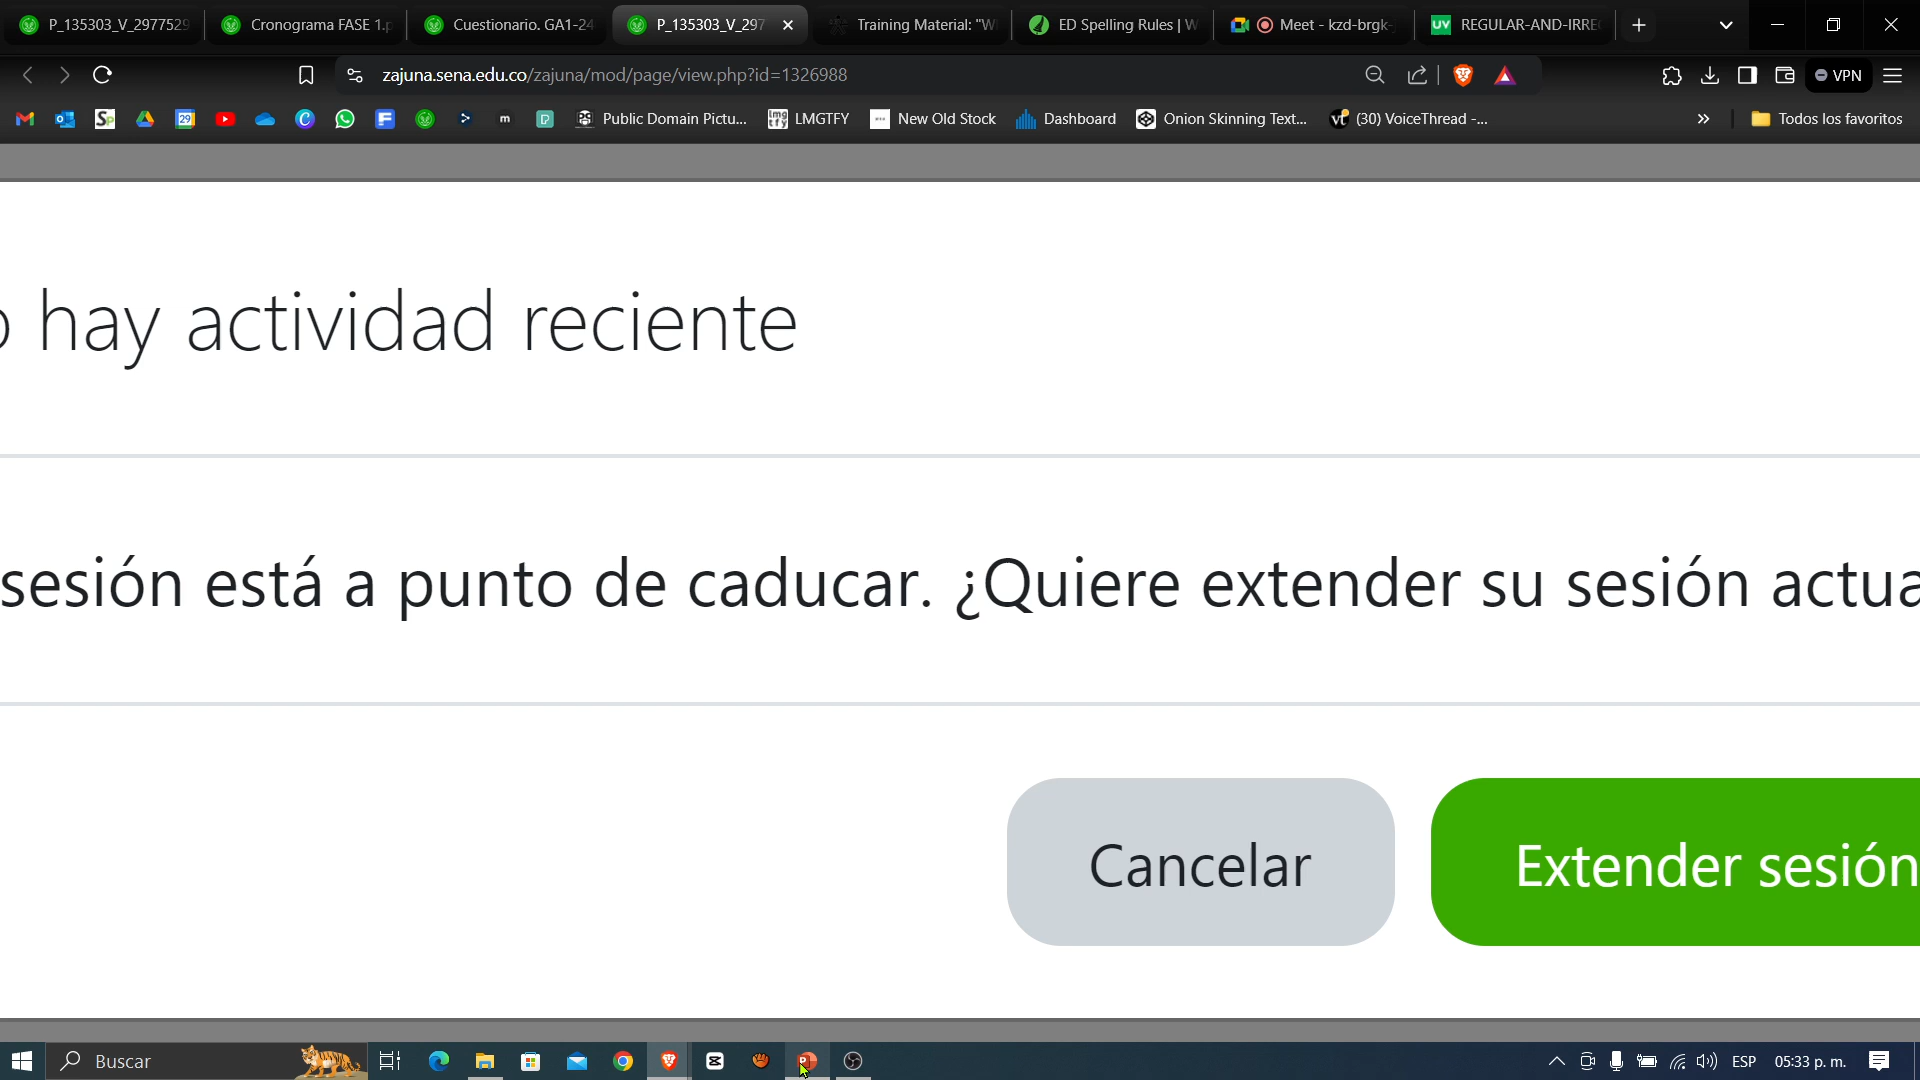 P_135303_V_2977529
Cronograma FASE 1.p
Cuestionario. GA1-24
P_135303_V_297
Training Material: "W
ED Spelling Rules | W
Meet - kzd-brgk-
UV
REGULAR-AND-IRRE
zajuna.sena.edu.co/zajuna/mod/page/view.php?id=1326988
VPN
29
m
Public Domain Pictu...
LMGTFY
New Old Stock
Dashboard
Onion Skinning Text...
(30) VoiceThread -...
»
Todos los favoritos
o hay actividad reciente
sesión está a punto de caducar. ¿Quiere extender su sesión actua
Cancelar
Extender sesión
Buscar
ESP
05:33 p. m.